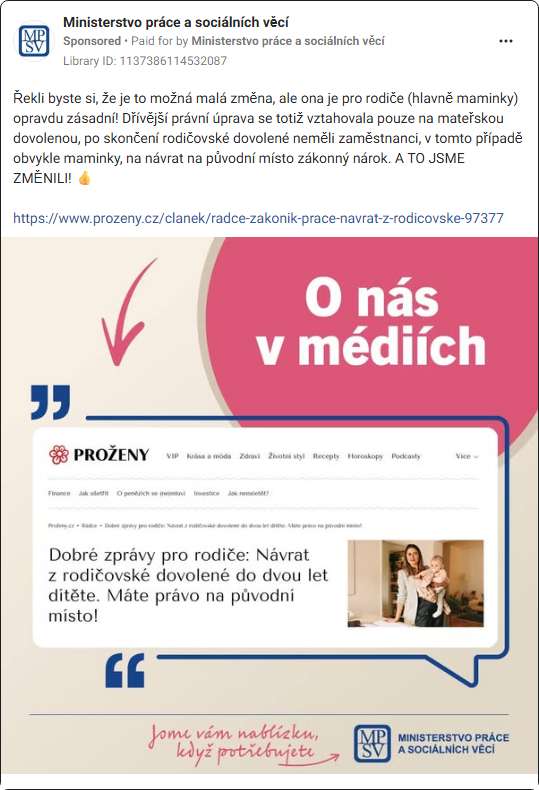 Ministerstvo práce a sociálních věcí
Sponsored • Paid for by Ministerstvo práce a sociálních věcí
Library ID: 1137386114532087
Řekli byste si, že je to možná malá změna, ale ona je pro rodiče (hlavně maminky)
opravdu zásadní! Dřívější právní úprava se totiž vztahovala pouze na mateřskou
dovolenou, po skončení rodičovské dovolené neměli zaměstnanci, v tomto případě
obvykle maminky, na návrat na původní místo zákonný nárok. A TO JSME
ZMĚNILI! 👍
https://www.prozeny.cz/clanek/radce-zakonik-prace-navrat-z-rodicovske-97377
O nás
v médiích
PROŽENY VIP Krása a móda Zdraví Životní styl Recepty Horoskopy Podcasty Více
Finance Jak ušetřit O penězích se (ne)mluví Investice Jak nenaletět?
Proženy.cz • Rádce • Dobré zprávy pro rodiče: Návrat z rodičovské dovolené do dvou let dítěte. Máte právo na původní místo!
Dobré zprávy pro rodiče: Návrat
z rodičovské dovolené do dvou let
dítěte. Máte právo na původní
místo!
Jsme vám nablízku,
když potřebujete
MP
SV
MINISTERSTVO PRÁCE
A SOCIÁLNÍCH VĚCÍ